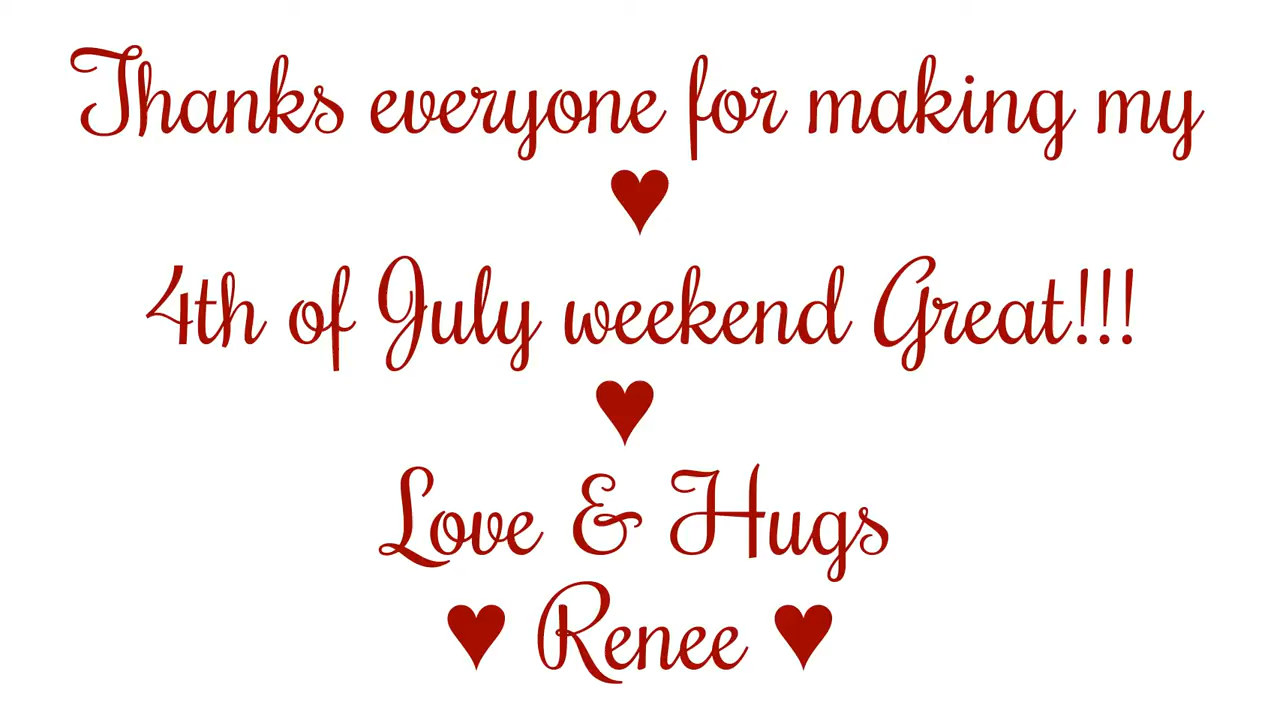 Thanks everyone for making my
♥
4th of July weekend Great!!!
♥
Love & Hugs
♥ Renee ♥